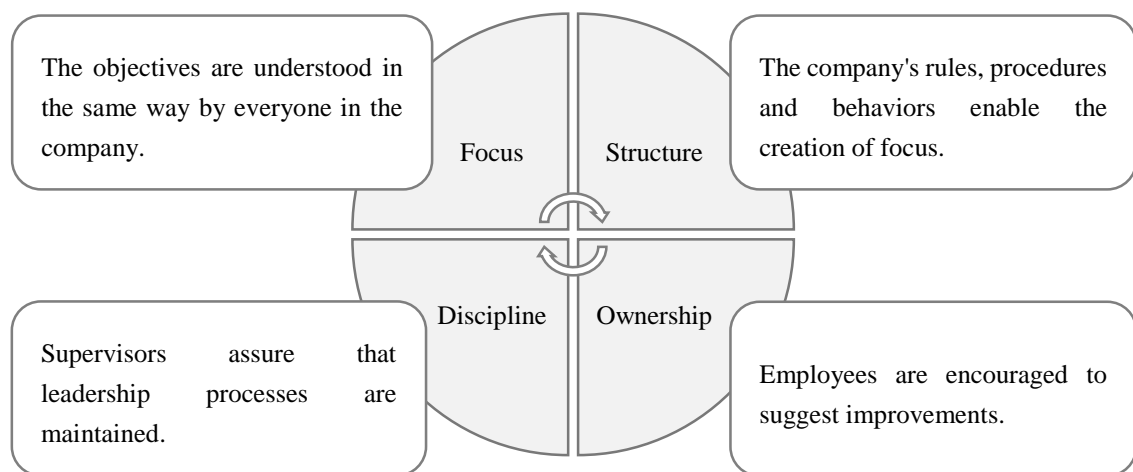 The objectives are understood in
the same way by everyone in the
company.
The company's rules, procedures
and behaviors enable the
creation of focus.
Focus
Structure
Discipline
Ownership
Supervisors assure that
leadership processes are
maintained.
Employees are encouraged to
suggest improvements.